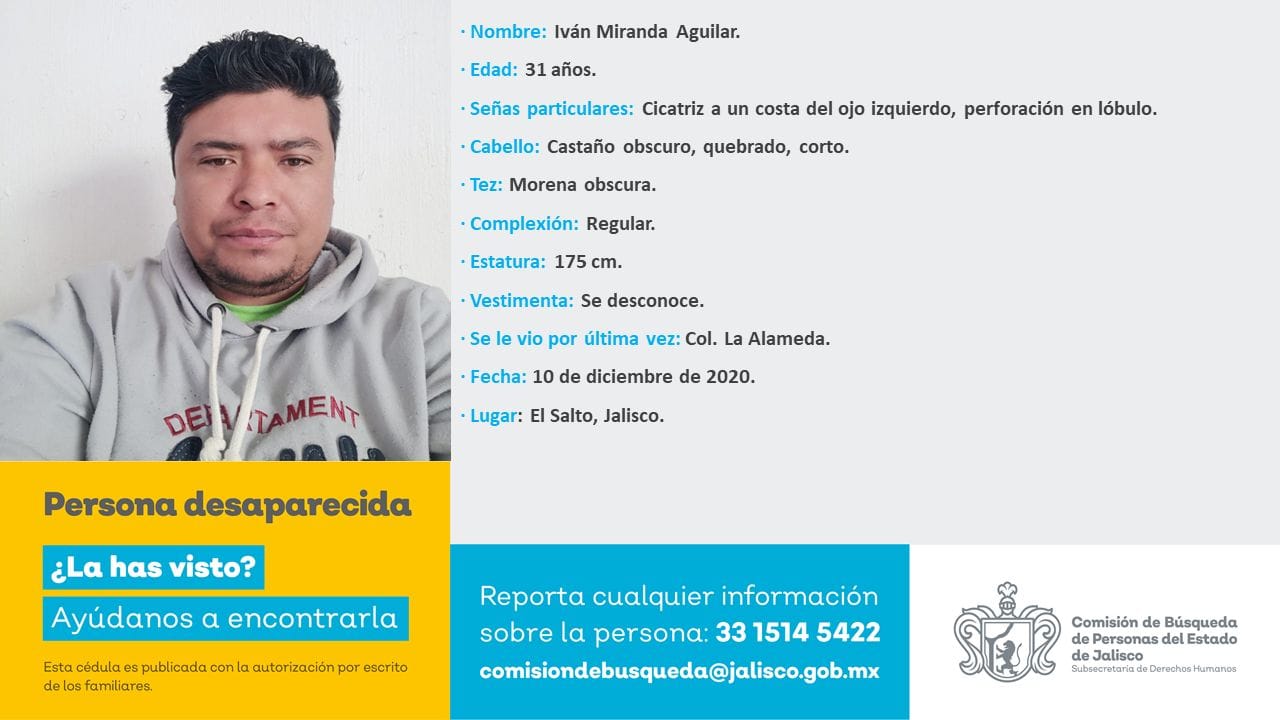 · Nombre: Iván Miranda Aguilar.
· Edad: 31 años.
· Señas particulares: Cicatriz a un costa del ojo izquierdo, perforación en lóbulo.
· Cabello: Castaño obscuro, quebrado, corto.
· Tez: Morena obscura.
· Complexión: Regular.
· Estatura: 175 cm.
· Vestimenta: Se desconoce.
· Se le vio por última vez: Col. La Alameda.
· Fecha: 10 de diciembre de 2020.
· Lugar: El Salto, Jalisco.
DEPARTAMENT
Persona desaparecida
¿La has visto?
Ayúdanos a encontrarla
Esta cédula es publicada con la autorización por escrito
de los familiares.
Reporta cualquier información
sobre la persona: 33 1514 5422
comisiondebusqueda@jalisco.gob.mx
Comisión de Búsqueda
de Personas del Estado
de Jalisco
Subsecretaría de Derechos Humanos